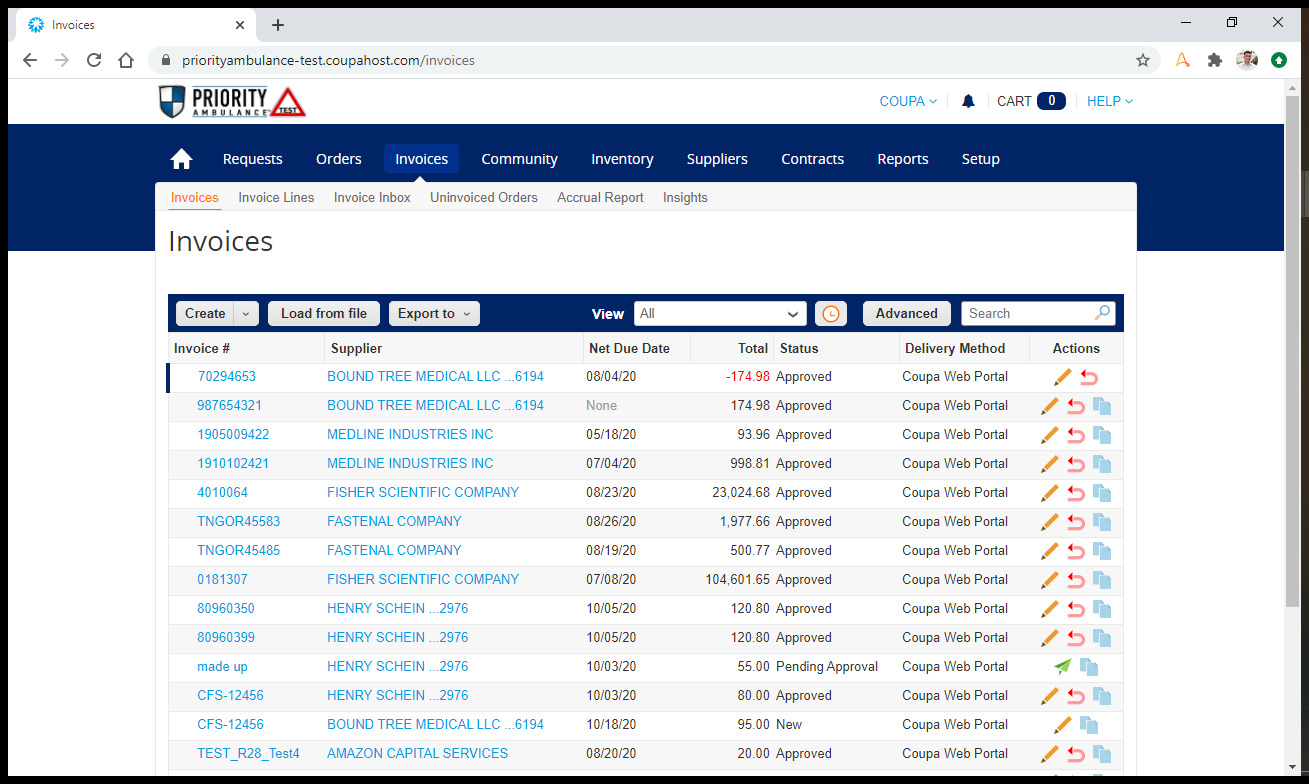 Invoices
priorityambulance-test.coupahost.com/invoices
PRIORITY
AMBULANCE
TEST
COUPA CART 0 HELP
Requests Orders Invoices Community Inventory Suppliers Contracts Reports Setup
Invoices Invoice Lines Invoice Inbox Uninvoiced Orders Accrual Report Insights
Invoices
Create Load from file Export to View All Advanced Search
Invoice # Supplier Net Due Date Total Status Delivery Method Actions
70294653 BOUND TREE MEDICAL LLC ...6194 08/04/20 -174.98 Approved Coupa Web Portal
987654321 BOUND TREE MEDICAL LLC ...6194 None 174.98 Approved Coupa Web Portal
1905009422 MEDLINE INDUSTRIES INC 05/18/20 93.96 Approved Coupa Web Portal
1910102421 MEDLINE INDUSTRIES INC 07/04/20 998.81 Approved Coupa Web Portal
4010064 FISHER SCIENTIFIC COMPANY 08/23/20 23,024.68 Approved Coupa Web Portal
TNGOR45583 FASTENAL COMPANY 08/26/20 1,977.66 Approved Coupa Web Portal
TNGOR45485 FASTENAL COMPANY 08/19/20 500.77 Approved Coupa Web Portal
0181307 FISHER SCIENTIFIC COMPANY 07/08/20 104,601.65 Approved Coupa Web Portal
80960350 HENRY SCHEIN ...2976 10/05/20 120.80 Approved Coupa Web Portal
80960399 HENRY SCHEIN ...2976 10/05/20 120.80 Approved Coupa Web Portal
made up HENRY SCHEIN ...2976 10/03/20 55.00 Pending Approval Coupa Web Portal
CFS-12456 HENRY SCHEIN ...2976 10/03/20 80.00 Approved Coupa Web Portal
CFS-12456 BOUND TREE MEDICAL LLC ...6194 10/18/20 95.00 New Coupa Web Portal
TEST_R28_Test4 AMAZON CAPITAL SERVICES 08/20/20 20.00 Approved Coupa Web Portal